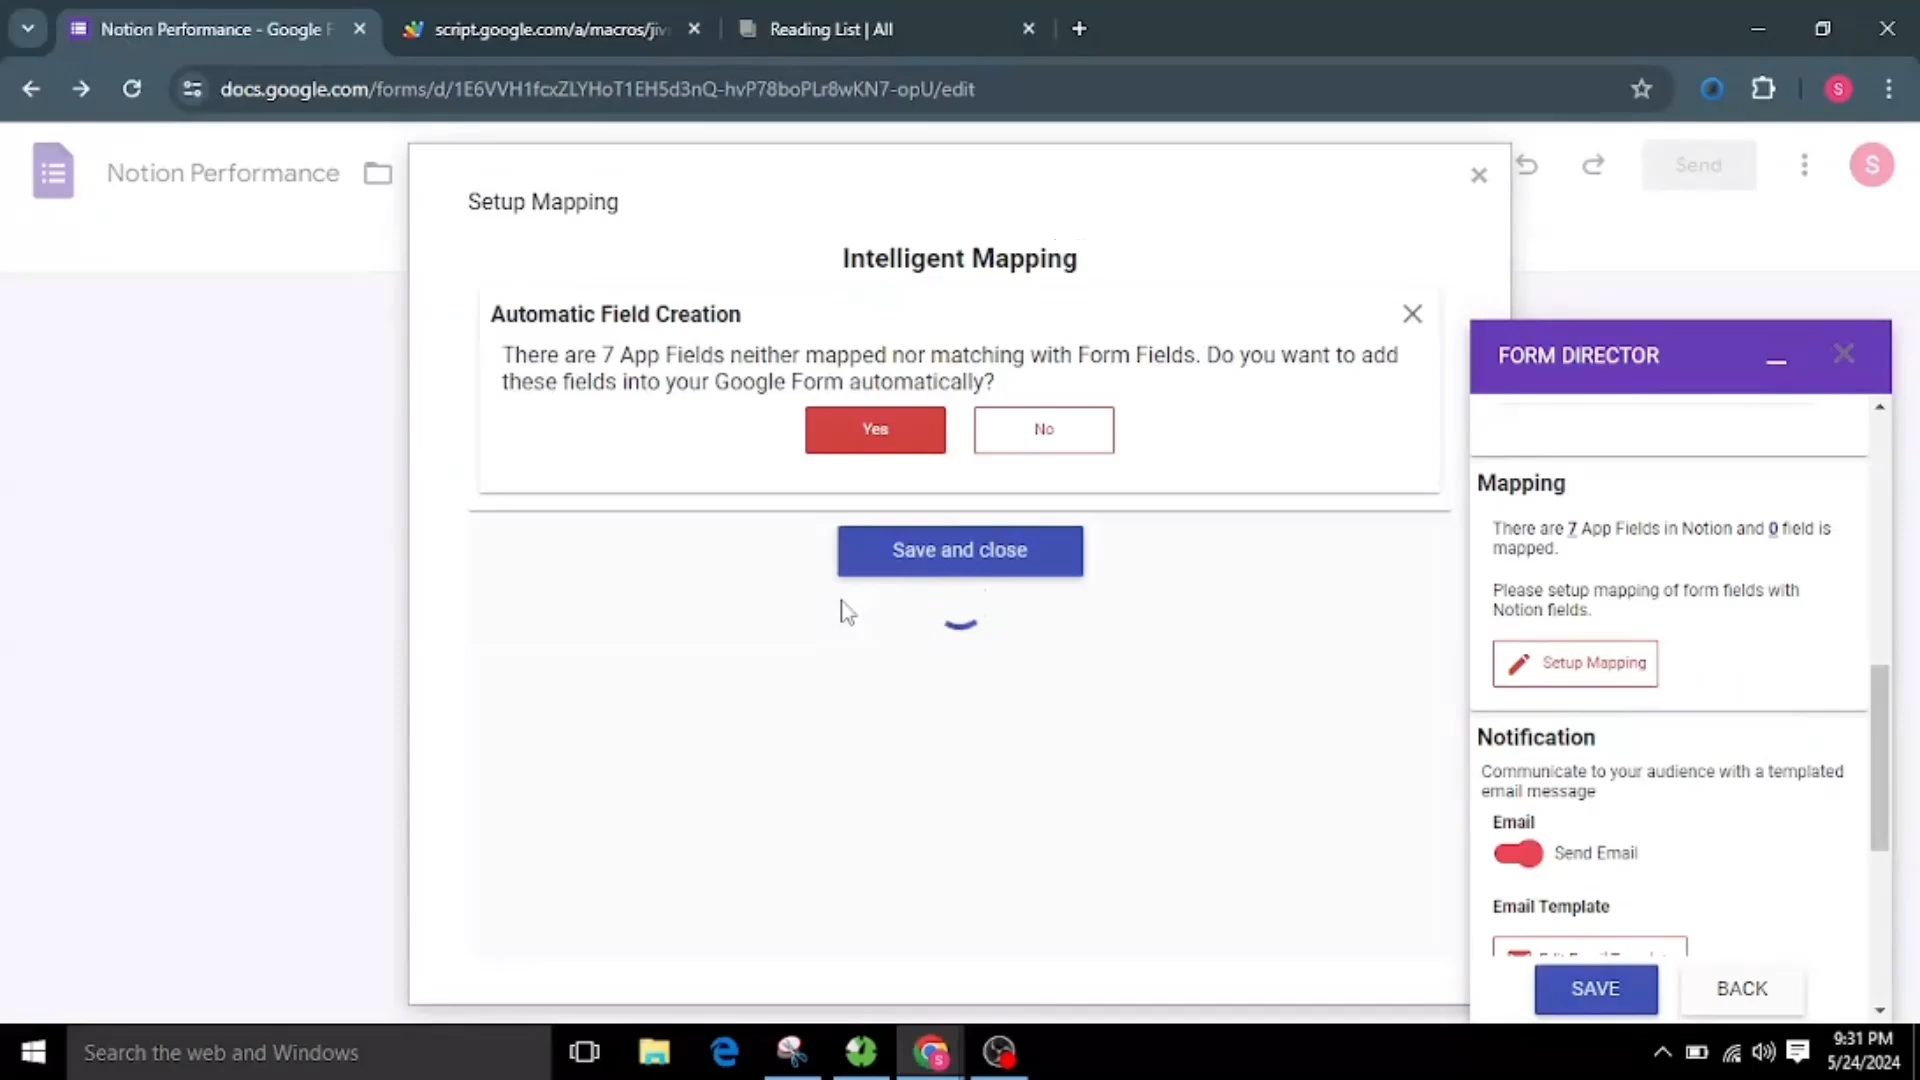 Notion Performance - Google F
script.google.com/a/macros/jiv
Reading List | All
docs.google.com/forms/d/1E6VVH1fcxZLYHoT1EH5d3nQ-hvP78boPLr8wKN7-opU/edit
S
Notion Performance
Send
S
Setup Mapping
Intelligent Mapping
Automatic Field Creation
There are 7 App Fields neither mapped nor matching with Form Fields. Do you want to add
these fields into your Google Form automatically?
Yes
No
Save and close
FORM DIRECTOR
Mapping
There are 7 App Fields in Notion and 0 field is
mapped.
Please setup mapping of form fields with
Notion fields.
Setup Mapping
Notification
Communicate to your audience with a templated
email message
Email
Send Email
Email Template
SAVE
BACK
Search the web and Windows
S
9:31 PM
5/24/2024